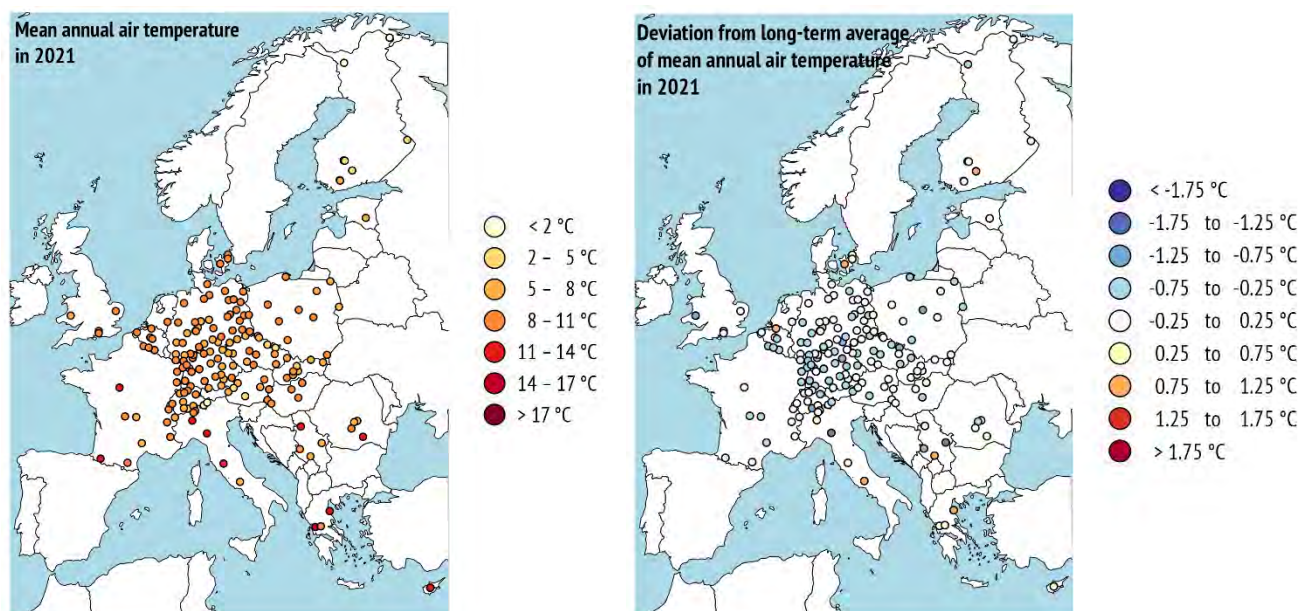 Mean annual air temperature
in 2021
< 2 °C
2 – 5 °C
5 – 8 °C
8 – 11 °C
11 – 14 °C
14 – 17 °C
> 17 °C
Deviation from long-term average
of mean annual air temperature
in 2021
< -1.75 °C
-1.75 to -1.25 °C
-1.25 to -0.75 °C
-0.75 to -0.25 °C
-0.25 to 0.25 °C
0.25 to 0.75 °C
0.75 to 1.25 °C
1.25 to 1.75 °C
> 1.75 °C